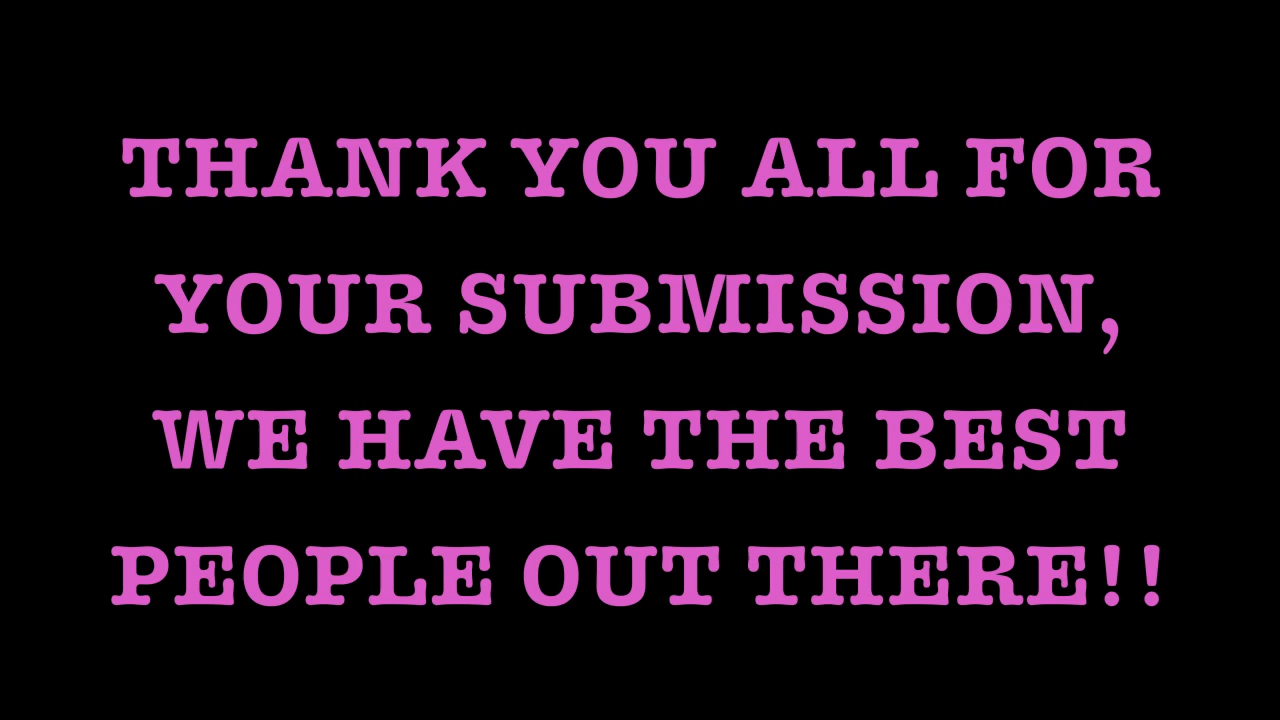 THANK YOU ALL FOR
YOUR SUBMISSION,
WE HAVE THE BEST
PEOPLE OUT THERE!!